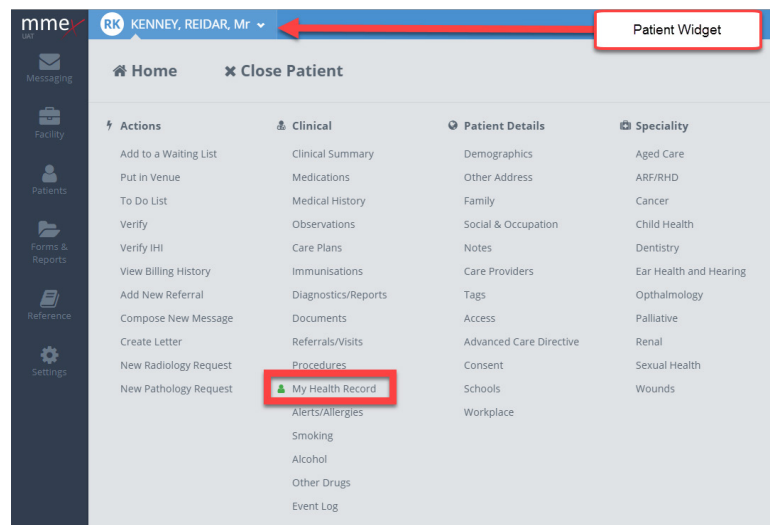 mmex
UAT
RK KENNEY, REIDAR, Mr
Patient Widget
Messaging
Facility
Patients
Forms &
Reports
Reference
Settings
Home
Close Patient
Actions
Add to a Waiting List
Put in Venue
To Do List
Verify
Verify IHI
View Billing History
Add New Referral
Compose New Message
Create Letter
New Radiology Request
New Pathology Request
Clinical
Clinical Summary
Medications
Medical History
Observations
Care Plans
Immunisations
Diagnostics/Reports
Documents
Referrals/Visits
Procedures
My Health Record
Alerts/Allergies
Smoking
Alcohol
Other Drugs
Event Log
Patient Details
Demographics
Other Address
Family
Social & Occupation
Notes
Care Providers
Tags
Access
Advanced Care Directive
Consent
Schools
Workplace
Speciality
Aged Care
ARF/RHD
Cancer
Child Health
Dentistry
Ear Health and Hearing
Opthalmology
Palliative
Renal
Sexual Health
Wounds